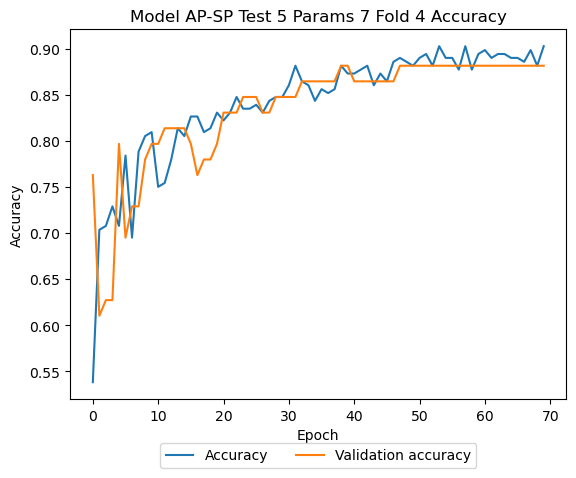 Model AP-SP Test 5 Params 7 Fold 4 Accuracy
0.90
0.85
0.80
0.75
0.70
0.65
0.60
0.55
Accuracy
0 10 20 30 40 50 60 70
Epoch
Accuracy Validation accuracy